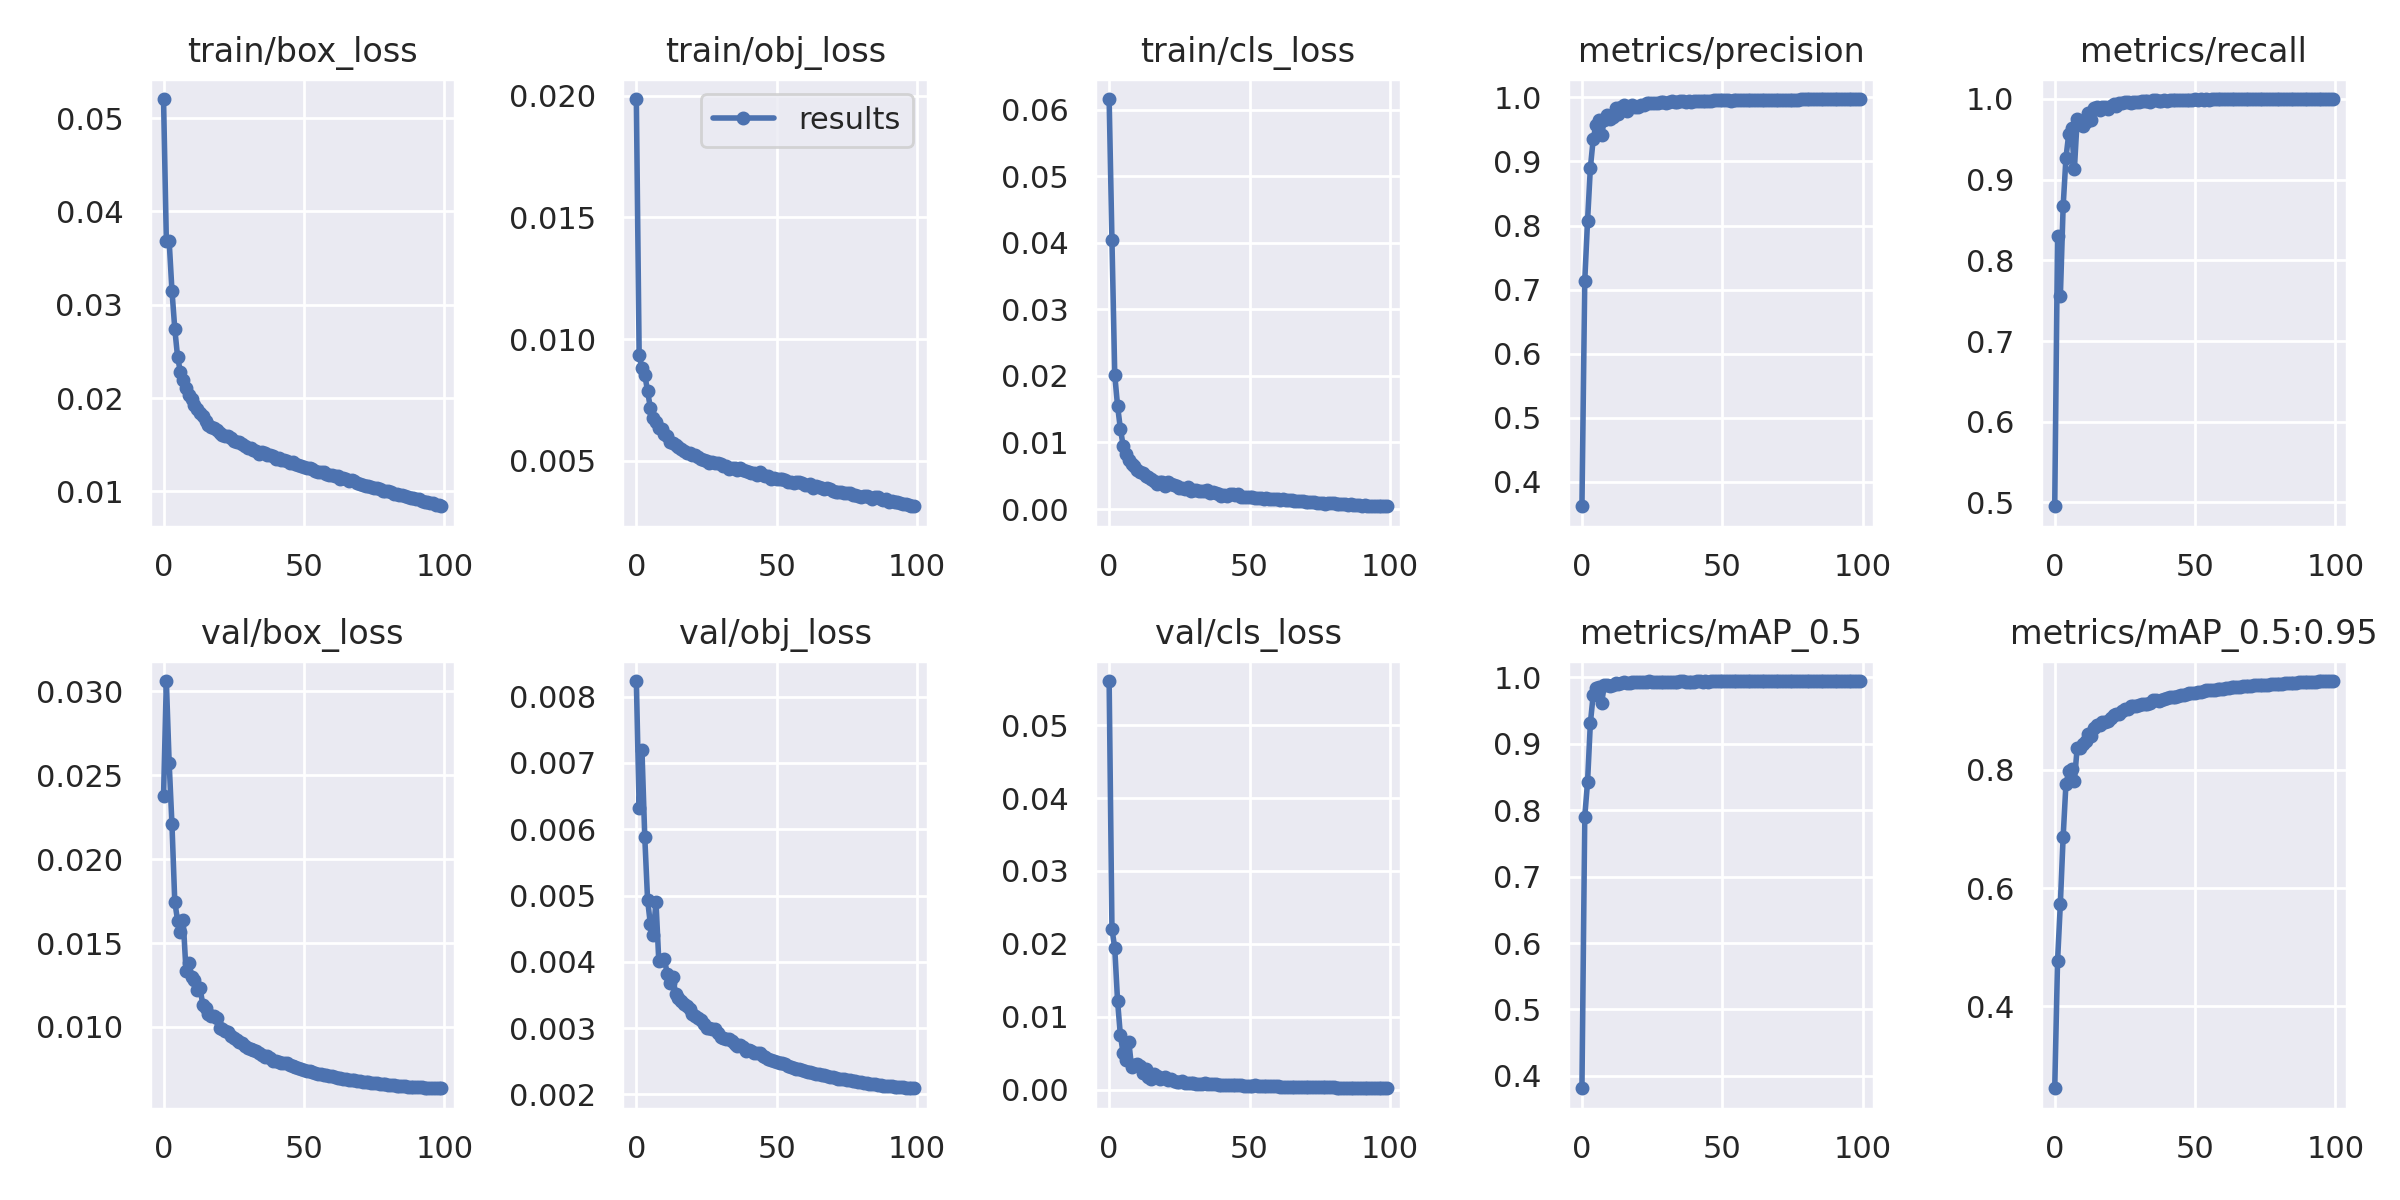 train/box_loss
0.05
0.04
0.03
0.02
0.01
0 50 100
train/obj_loss
results
0.020
0.015
0.010
0.005
0 50 100
train/cls_loss
0.06
0.05
0.04
0.03
0.02
0.01
0.00
0 50 100
metrics/precision
1.0
0.9
0.8
0.7
0.6
0.5
0.4
0 50 100
metrics/recall
1.0
0.9
0.8
0.7
0.6
0.5
0 50 100
val/box_loss
0.030
0.025
0.020
0.015
0.010
0 50 100
val/obj_loss
0.008
0.007
0.006
0.005
0.004
0.003
0.002
0 50 100
val/cls_loss
0.05
0.04
0.03
0.02
0.01
0.00
0 50 100
metrics/mAP_0.5
1.0
0.9
0.8
0.7
0.6
0.5
0.4
0 50 100
metrics/mAP_0.5:0.95
0.8
0.6
0.4
0 50 100